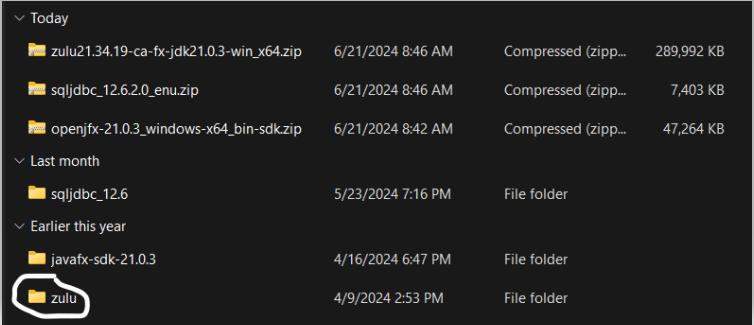 Today
zulu21.34.19-ca-fx-jdk21.0.3-win_x64.zip 6/21/2024 8:46 AM Compressed (zipp... 289,992 KB
sqljdbc_12.6.2.0_enu.zip 6/21/2024 8:46 AM Compressed (zipp... 7,403 KB
openjfx-21.0.3_windows-x64_bin-sdk.zip 6/21/2024 8:42 AM Compressed (zipp... 47,264 KB
Last month
sqljdbc_12.6 5/23/2024 7:16 PM File folder
Earlier this year
javafx-sdk-21.0.3 4/16/2024 6:47 PM File folder
zulu 4/9/2024 2:53 PM File folder